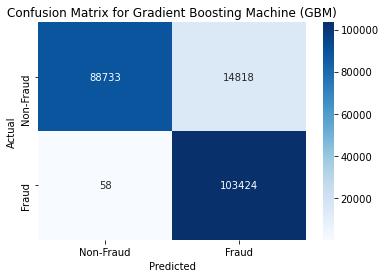 Confusion Matrix for Gradient Boosting Machine (GBM)
Actual
Non-Fraud
Fraud
88733 14818
58 103424
Non-Fraud Fraud
Predicted
100000
80000
60000
40000
20000